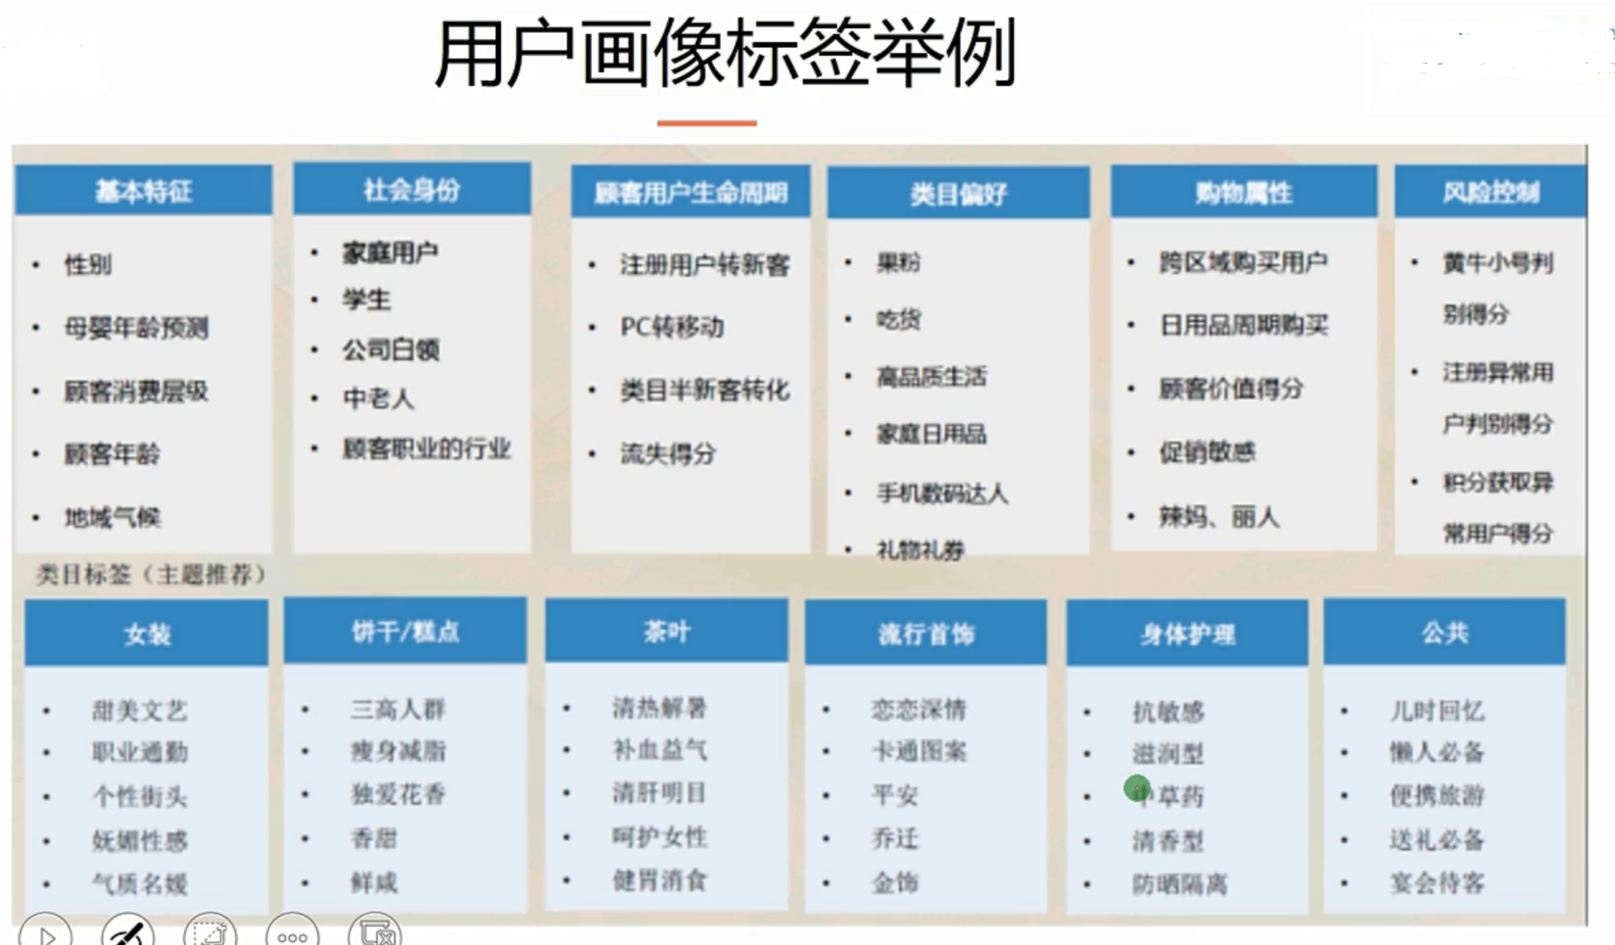 用户画像标签举例
基本特征
• 性别
• 母婴年龄预测
• 顾客消费层级
• 顾客年龄
• 地域气候
社会身份
• 家庭用户
• 学生
• 公司白领
• 中老人
• 顾客职业的行业
顾客用户生命周期
• 注册用户转新客
• PC转移动
• 类目半新客转化
• 流失得分
类目偏好
• 果粉
• 吃货
• 高品质生活
• 家庭日用品
• 手机数码达人
• 礼物礼券
购物属性
• 跨区域购买用户
• 日用品周期购买
• 顾客价值得分
• 促销敏感
• 辣妈、丽人
风险控制
• 黄牛小号判
别得分
• 注册异常用
户判别得分
• 积分获取异
常用户得分
类目标签（主题推荐）
女装
• 甜美文艺
• 职业通勤
• 个性街头
• 妩媚性感
• 气质名媛
饼干/糕点
• 三高人群
• 瘦身减脂
• 独爱花香
• 香甜
• 鲜咸
茶叶
• 清热解暑
• 补血益气
• 清肝明目
• 呵护女性
• 健胃消食
流行首饰
• 恋恋深情
• 卡通图案
• 平安
• 乔迁
• 金饰
身体护理
• 抗敏感
• 滋润型
• 中草药
• 清香型
• 防晒隔离
公共
• 儿时回忆
• 懒人必备
• 便携旅游
• 送礼必备
• 宴会待客